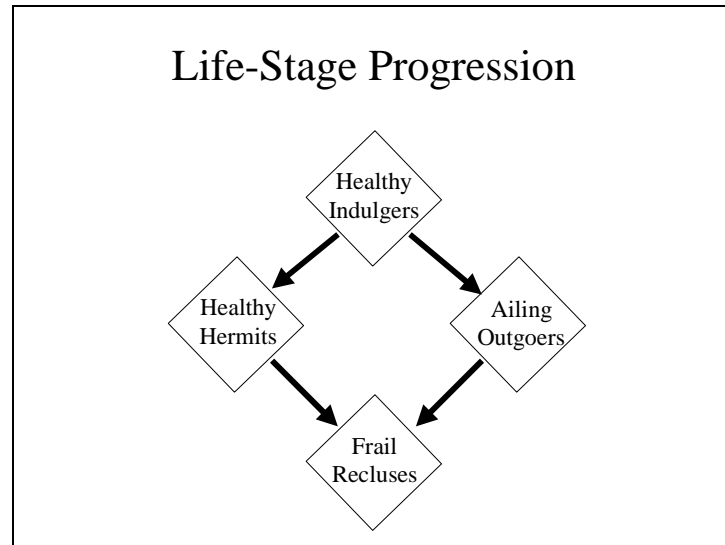 Life-Stage Progression
Healthy
Indulgers
Healthy
Hermits
Ailing
Outgoers
Frail
Recluses